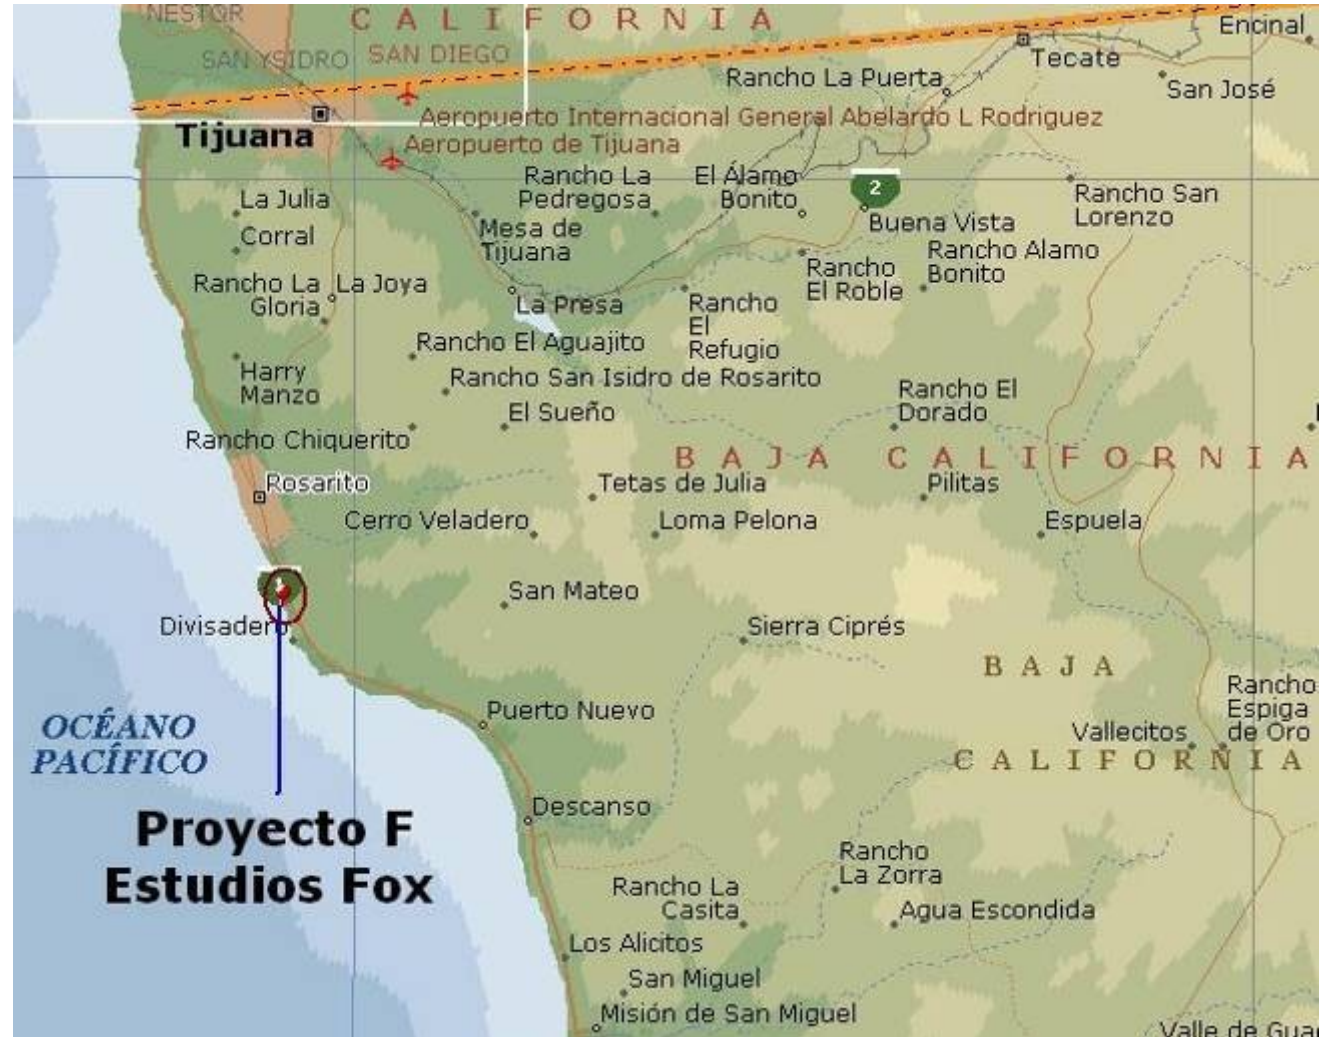 NESTOR
CALIFORNIA
Encinal
SAN YSIDRO
SAN DIEGO
Tecate
Rancho La Puerta
San José
Tijuana
Aeropuerto Internacional General Abelardo L Rodriguez
Aeropuerto de Tijuana
Rancho La
Pedregosa
El Álamo
Bonito
2
Rancho San
Lorenzo
La Julia
Corral
Mesa de
Tijuana
Buena Vista
Rancho Alamo
Bonito
Rancho La
Gloria
La Joya
La Presa
Rancho
El Refugio
Rancho
El Roble
Rancho El Aguajito
Harry
Manzo
Rancho San Isidro de Rosarito
Rancho El
Dorado
El Sueño
Rancho Chiquerito
BAJA CALIFORNIA
Rosarito
Tetas de Julia
Pilitas
Cerro Veladero
Loma Pelona
Espuela
San Mateo
Divisadero
Sierra Ciprés
BAJA
CALIFORNIA
Rancho
Espiga
de Oro
Vallecitos
OCÉANO
PACÍFICO
Puerto Nuevo
Descanso
Proyecto F
Estudios Fox
Rancho
La Zorra
Rancho La
Casita
Agua Escondida
Los Alicitos
San Miguel
Misión de San Miguel
Valle de Gua